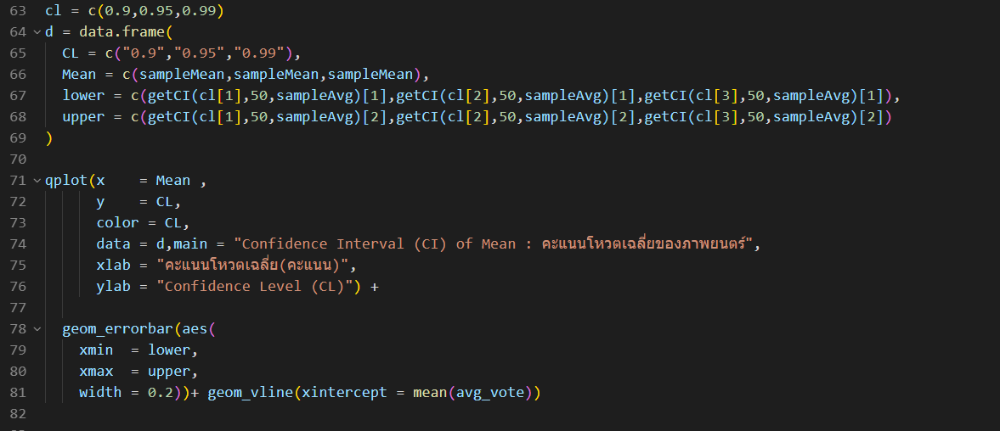 63 cl = c(0.9,0.95,0.99)
64 d = data.frame(
65   CL = c("0.9","0.95","0.99"),
66   Mean = c(sampleMean,sampleMean,sampleMean),
67   lower = c(getCI(cl[1],50,sampleAvg)[1],getCI(cl[2],50,sampleAvg)[1],getCI(cl[3],50,sampleAvg)[1]),
68   upper = c(getCI(cl[1],50,sampleAvg)[2],getCI(cl[2],50,sampleAvg)[2],getCI(cl[3],50,sampleAvg)[2])
69 )
70
71 qplot(x    = Mean ,
72       y    = CL,
73       color = CL,
74       data = d,main = "Confidence Interval (CI) of Mean : คะแนนโหวตเฉลี่ยของภาพยนตร์",
75       xlab = "คะแนนโหวตเฉลี่ย(คะแนน)",
76       ylab = "Confidence Level (CL)") +
77
78   geom_errorbar(aes(
79     xmin  = lower,
80     xmax  = upper,
81     width = 0.2))+ geom_vline(xintercept = mean(avg_vote))
82